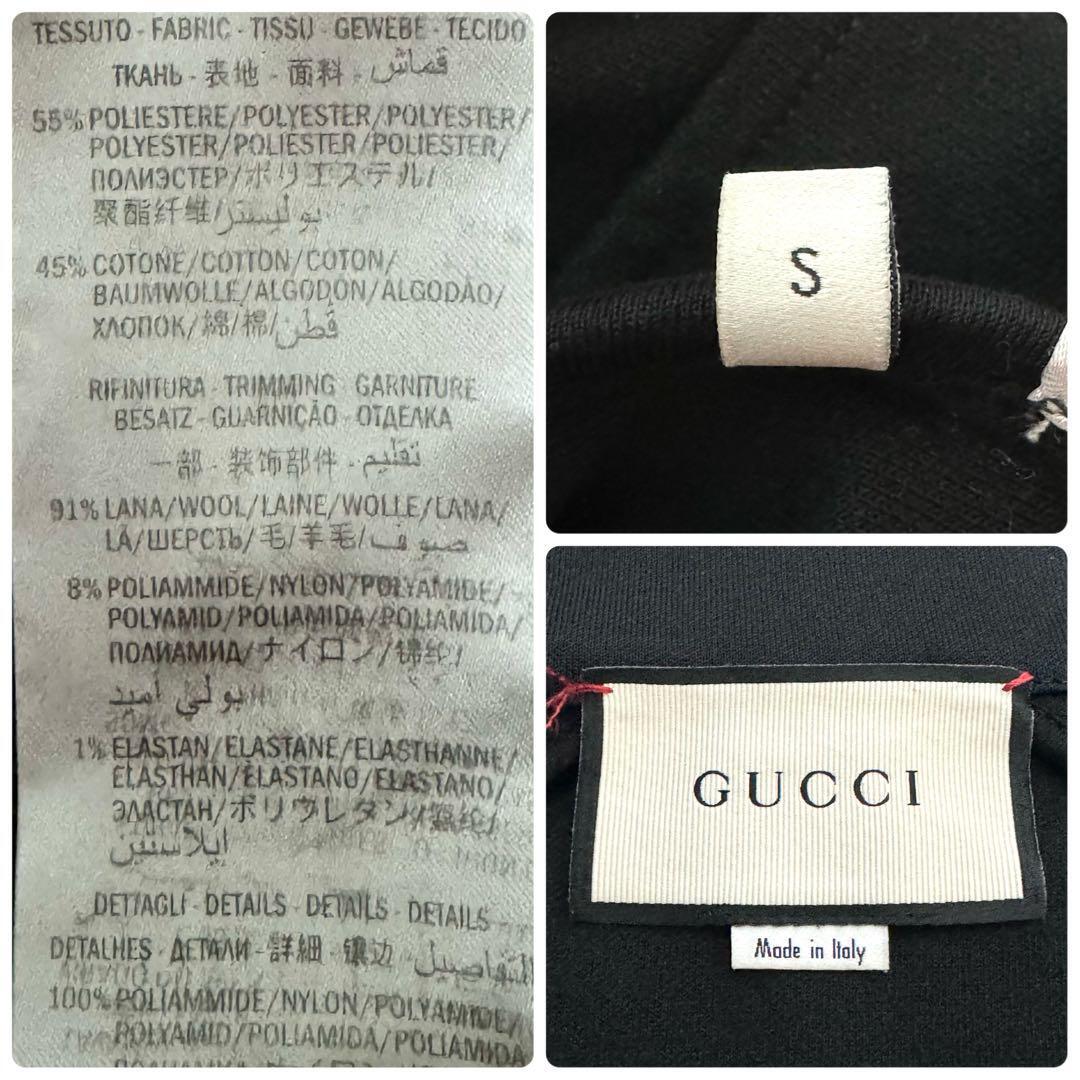 TESSUTO - FABRIC - TISSU - GEWEBE - TECIDO
ТКАНЬ - 表地 - 面料 - قماش
55% POLIESTERE/POLYESTER/POLYESTER/
POLYESTER/POLIÉSTER/POLIESTER/
ПОЛИЭСТЕР/ポリエステル/
聚酯纤维/بوليستر
45% COTONE/COTTON/COTON/
BAUMWOLLE/ALGODÓN/ALGODÃO/
ХЛОПОК/綿/棉/قطن
RIFINITURA - TRIMMING GARNITURE
BESATZ - GUARNIÇÃO - ОТДЕЛКА
一部 - 装饰部件 - تقليم
91% LANA/WOOL/LAINE/WOLLE/LANA/
LÃ/ШЕРСТЬ/毛/羊毛/صوف
8% POLIAMMIDE/NYLON/POLYAMIDE/
POLYAMID/POLIAMIDA/POLIAMIDA/
ПОЛИАМИД/ナイロン/锦纶/
بولي أميد
1% ELASTAN/ELASTANE/ELASTHANNE/
ELASTHAN/ELASTANO/ELASTANO/
ЭЛАСТАН/ポリウレタン/氨纶/
إيلاستين
DETTAGLI - DETAILS - DETAILS - DETAILS
DETALHES - ДЕТАЛИ - 詳細 - 镶边 التفاصيل
100% POLIAMMIDE/NYLON/POLYAMIDE/
POLYAMID/POLIAMIDA/POLIAMIDA
S
GUCCI
Made in Italy